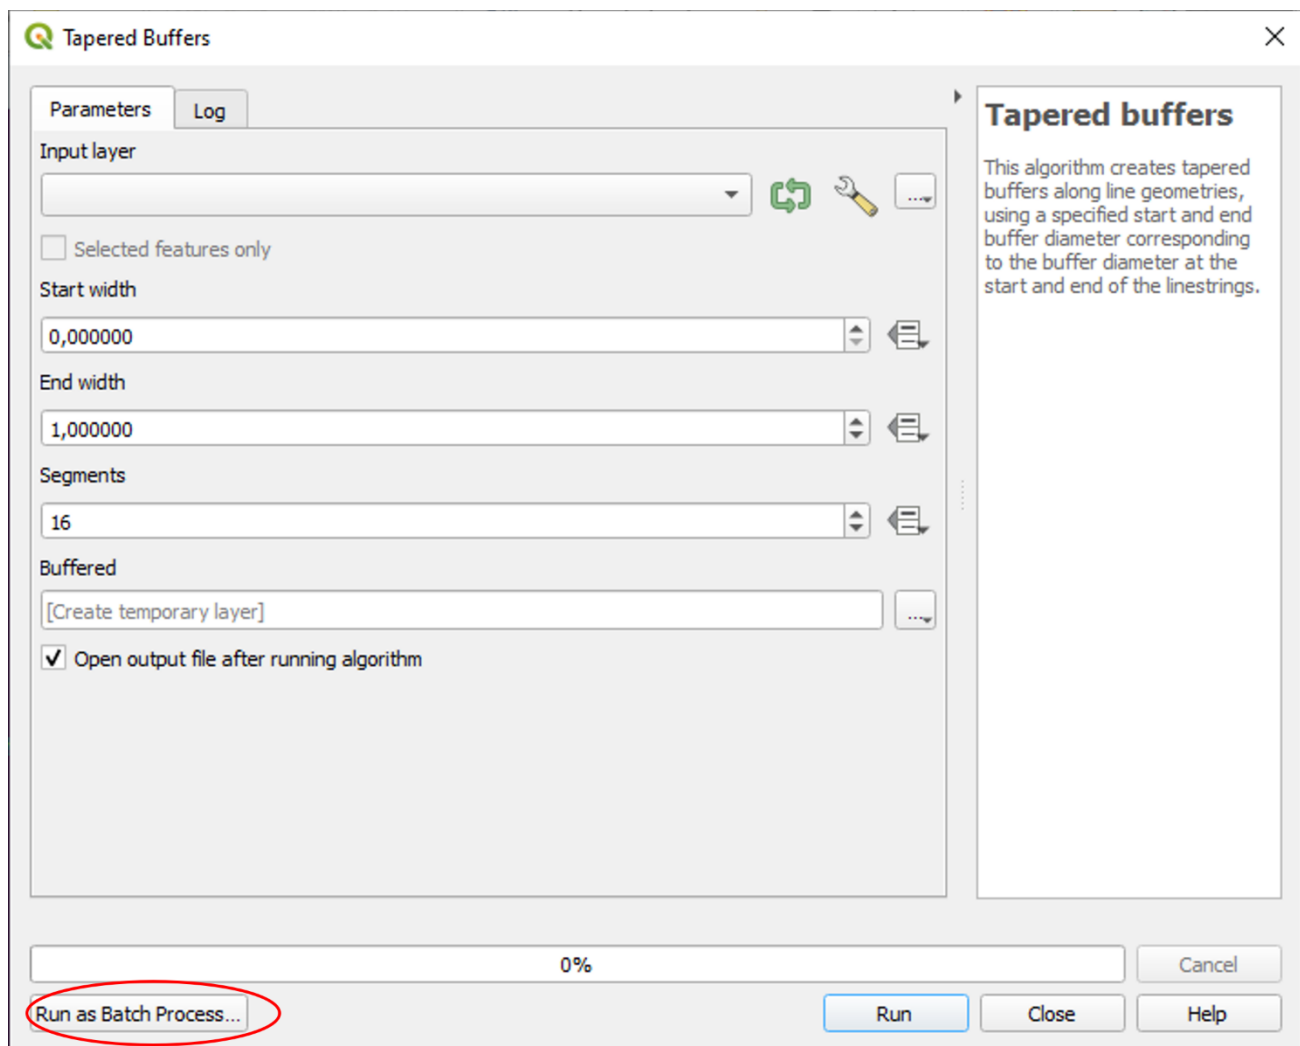 Tapered Buffers
Parameters
Log
Input layer
...
Selected features only
Start width
0,000000
End width
1,000000
Segments
16
Buffered
[Create temporary layer]
...
Open output file after running algorithm
Tapered buffers
This algorithm creates tapered
buffers along line geometries,
using a specified start and end
buffer diameter corresponding
to the buffer diameter at the
start and end of the linestrings.
0%
Cancel
Run as Batch Process...
Run
Close
Help